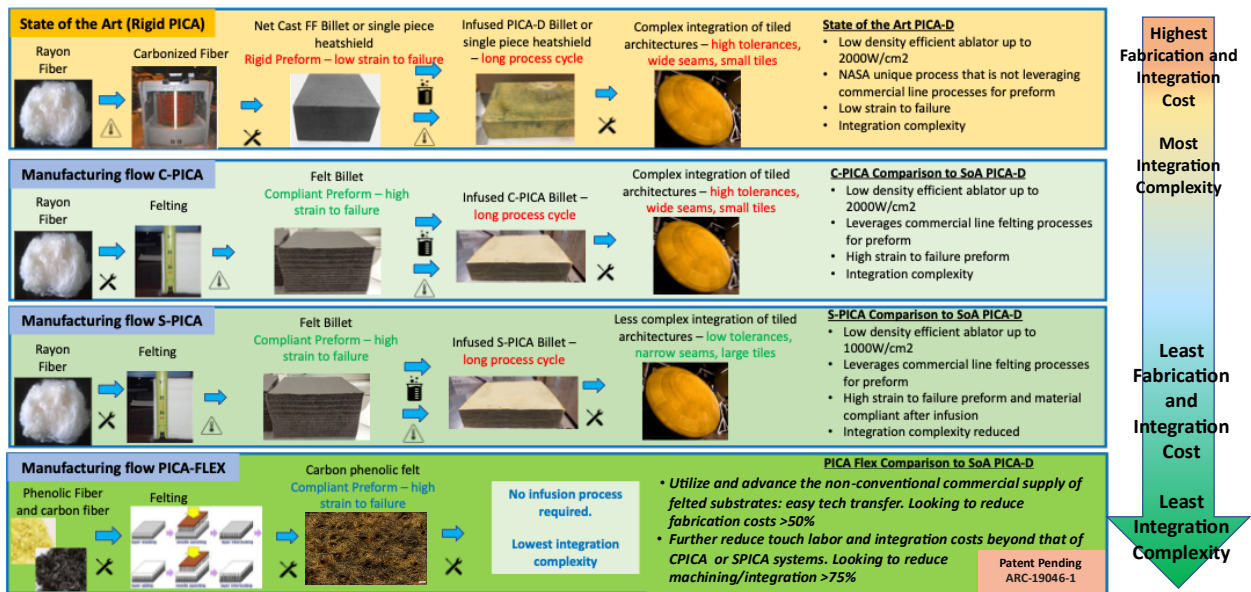 State of the Art (Rigid PICA)
Rayon
Fiber
Carbonized Fiber
Net Cast FF Billet or single piece
heatshield
Rigid Preform – low strain to failure
Infused PICA-D Billet or
single piece heatshield
– long process cycle
Complex integration of tiled
architectures – high tolerances,
wide seams, small tiles
State of the Art PICA-D
• Low density efficient ablator up to
2000W/cm2
• NASA unique process that is not leveraging
commercial line processes for preform
• Low strain to failure
• Integration complexity
Manufacturing flow C-PICA
Rayon
Fiber
Felting
Felt Billet
Compliant Preform – high
strain to failure
Infused C-PICA Billet –
long process cycle
Complex integration of tiled
architectures – high tolerances,
wide seams, small tiles
C-PICA Comparison to SoA PICA-D
• Low density efficient ablator up to
2000W/cm2
• Leverages commercial line felting processes
for preform
• High strain to failure preform
• Integration complexity
Manufacturing flow S-PICA
Rayon
Fiber
Felting
Felt Billet
Compliant Preform – high
strain to failure
Infused S-PICA Billet –
long process cycle
Less complex integration of tiled
architectures – low tolerances,
narrow seams, large tiles
S-PICA Comparison to SoA PICA-D
• Low density efficient ablator up to
1000W/cm2
• Leverages commercial line felting processes
for preform
• High strain to failure preform and material
compliant after infusion
• Integration complexity reduced
Manufacturing flow PICA-FLEX
Phenolic Fiber
and carbon fiber
Felting
Carbon phenolic felt
Compliant Preform – high
strain to failure
No infusion process
required.
Lowest integration
complexity
PICA Flex Comparison to SoA PICA-D
• Utilize and advance the non-conventional commercial supply of
felted substrates: easy tech transfer. Looking to reduce
fabrication costs >50%
• Further reduce touch labor and integration costs beyond that of
CPICA or SPICA systems. Looking to reduce
machining/integration >75%
Patent Pending
ARC-19046-1
Highest
Fabrication and
Integration
Cost
Most
Integration
Complexity
Least
Fabrication
and
Integration
Cost
Least
Integration
Complexity